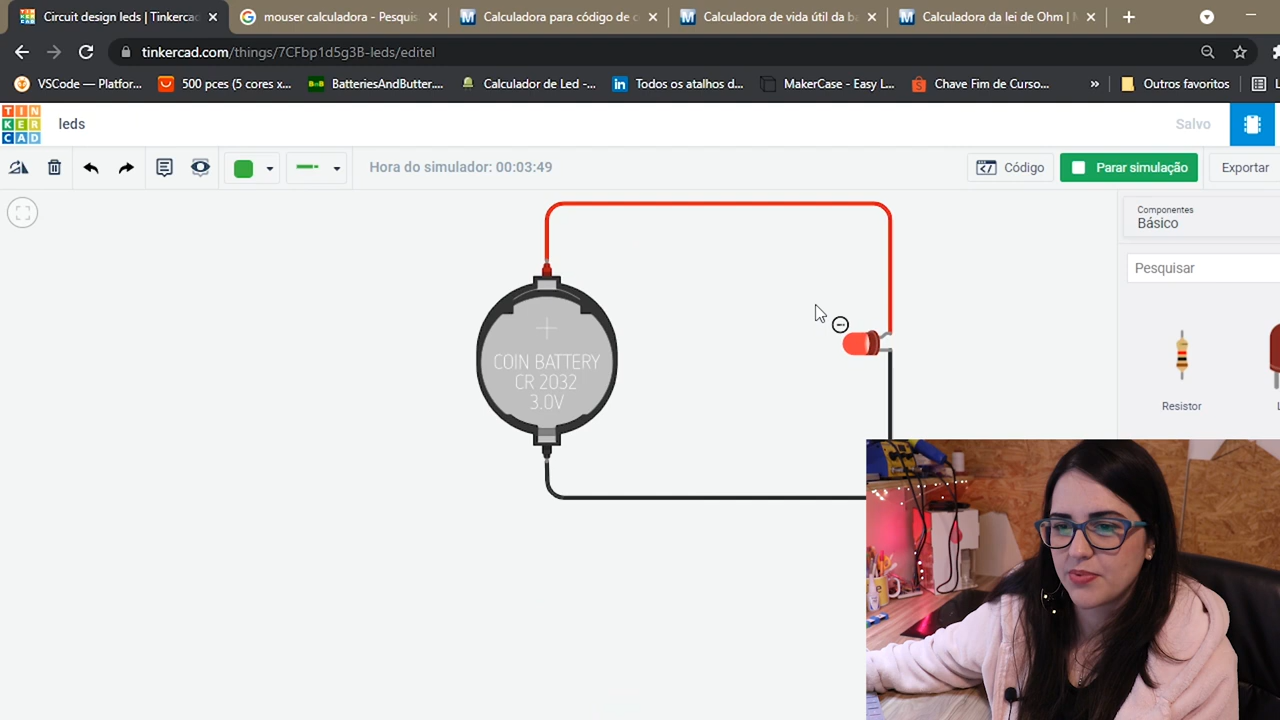 Circuit design leds | Tinkercad
mouser calculadora - Pesquis
Calculadora para código de c
Calculadora de vida útil da ba
Calculadora da lei de Ohm |
tinkercad.com/things/7CFbp1d5g3B-leds/editel
VSCode — Platfor...
500 pces (5 cores x...
BatteriesAndButter....
Calculador de Led -...
Todos os atalhos d...
MakerCase - Easy L...
Chave Fim de Curso...
»
Outros favoritos
TIN
KER
CAD
leds
Salvo
Hora do simulador: 00:03:49
Código
Parar simulação
Exportar
Componentes
Básico
Pesquisar
Resistor
COIN BATTERY
CR 2032
3.0V